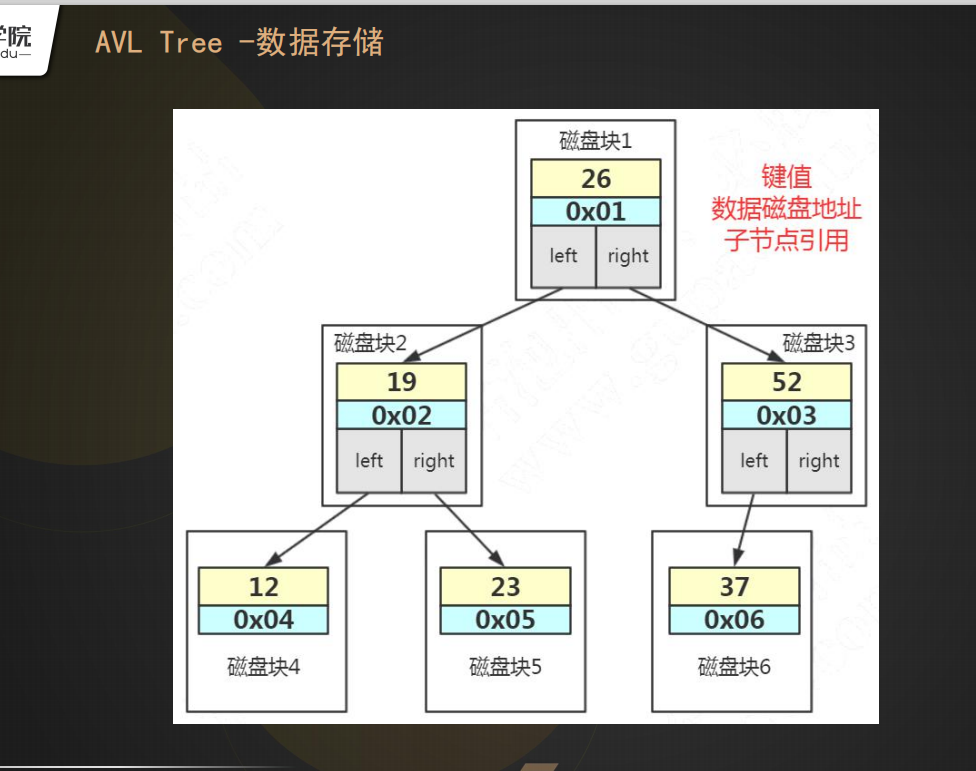 学院
du—
AVL Tree -数据存储
磁盘块1
26
0x01
left right
键值
数据磁盘地址
子节点引用
磁盘块2
19
0x02
left right
磁盘块3
52
0x03
left right
12
0x04
磁盘块4
23
0x05
磁盘块5
37
0x06
磁盘块6